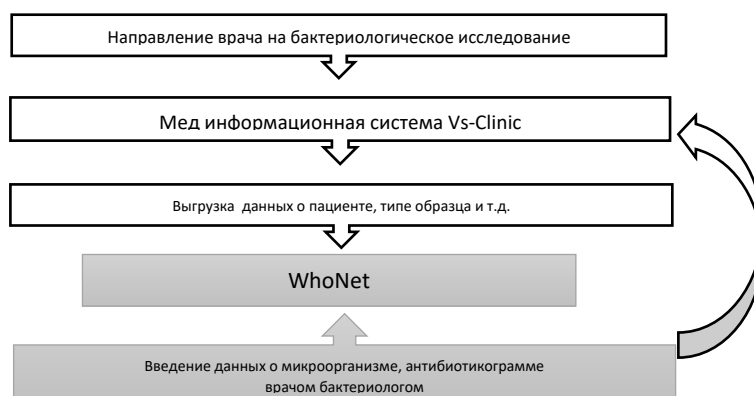 Направление врача на бактериологическое исследование
Мед информационная система Vs-Clinic
Выгрузка данных о пациенте, типе образца и т.д.
WhoNet
Введение данных о микроорганизме, антибиотикограмме
врачом бактериологом